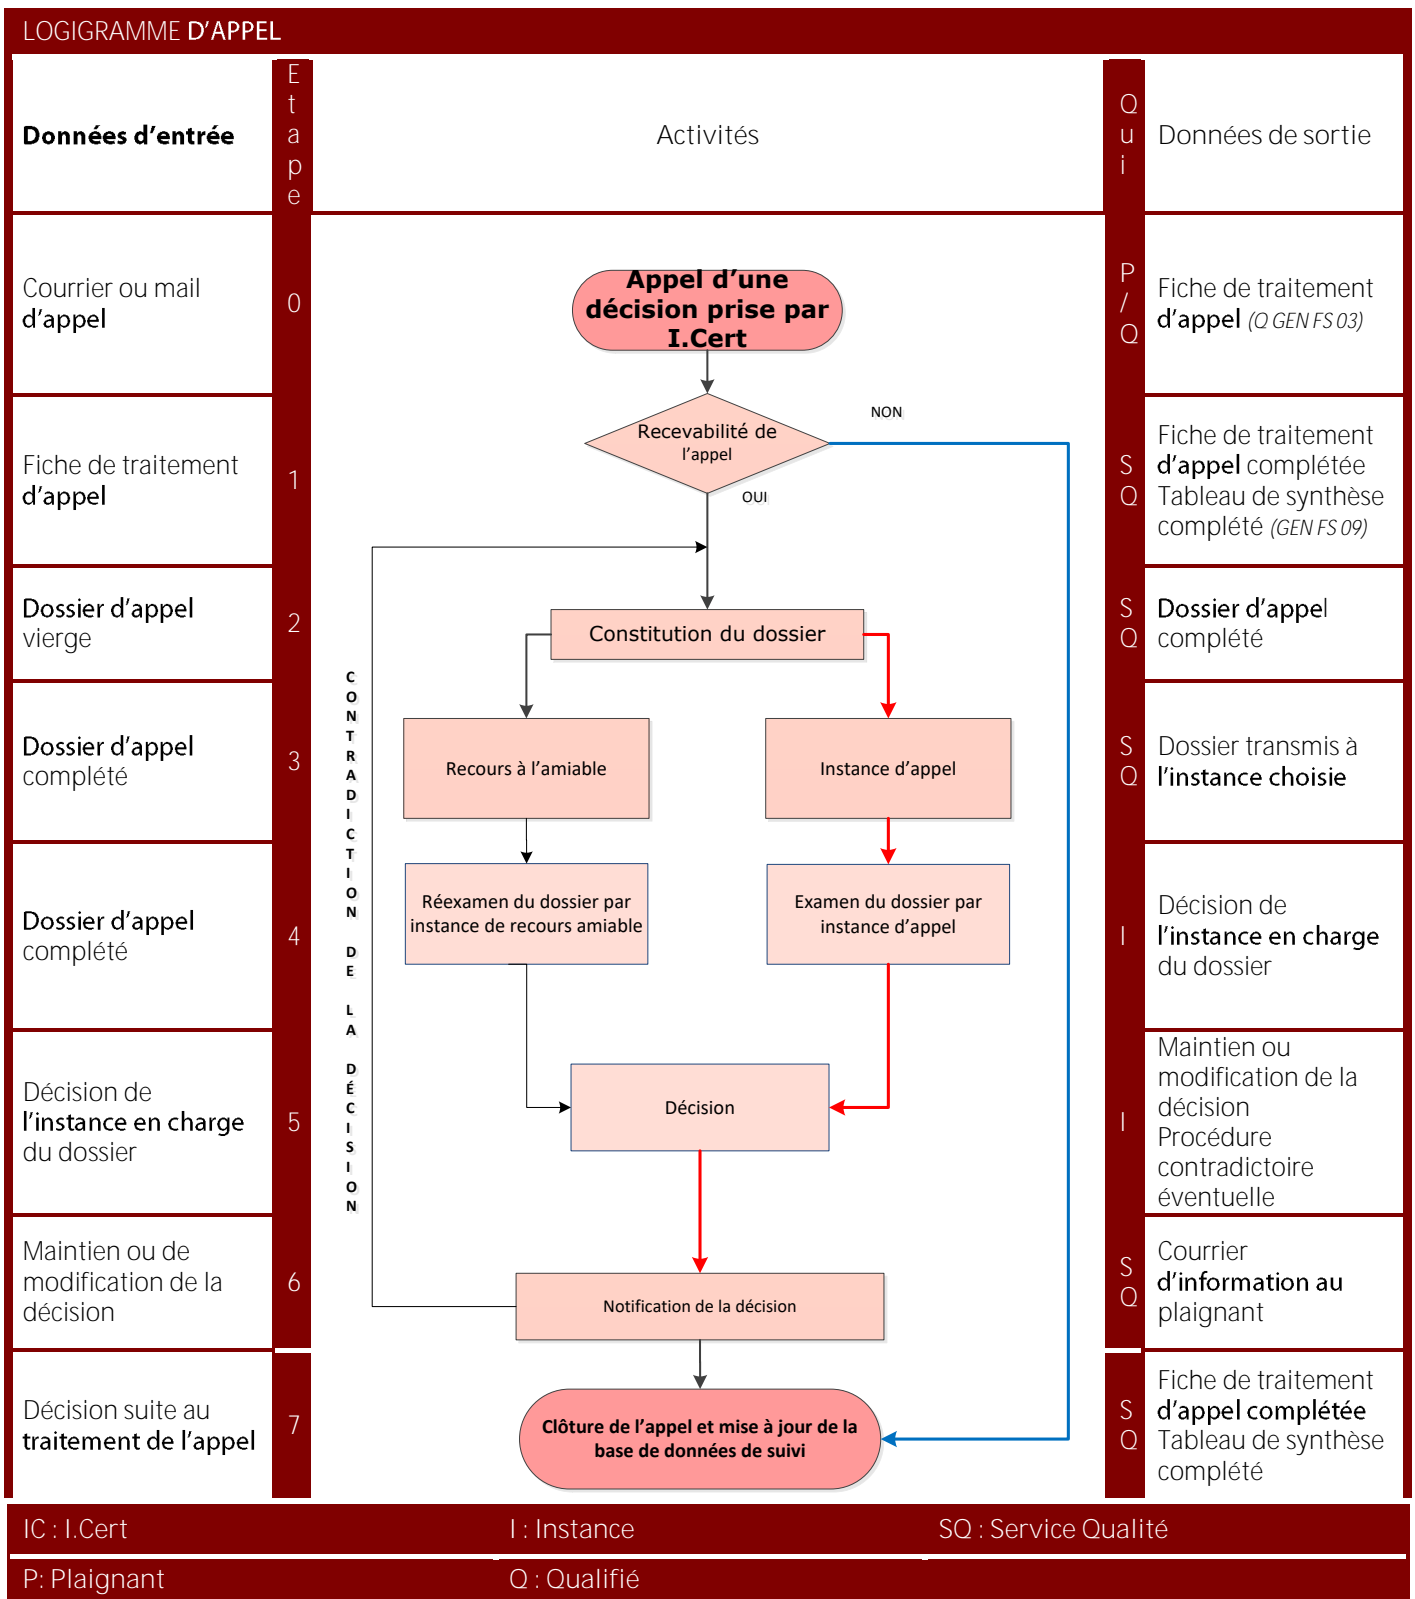 LOGIGRAMME D'APPEL
Données d'entrée
Etape
Activités
Qui
Données de sortie
Courrier ou mail
d'appel
0
Appel d'une
décision prise par
I.Cert
P/Q
Fiche de traitement
d'appel (Q GEN FS 03)
Fiche de traitement
d'appel
1
Recevabilité de
l'appel
NON
OUI
SQ
Fiche de traitement
d'appel complétée
Tableau de synthèse
complété (GEN FS 09)
Dossier d'appel
vierge
2
Constitution du dossier
SQ
Dossier d'appel
complété
CONTRADICTION DE LA DÉCISION
Dossier d'appel
complété
3
Recours à l'amiable
Instance d'appel
SQ
Dossier transmis à
l'instance choisie
Dossier d'appel
complété
4
Réexamen du dossier par
instance de recours amiable
Examen du dossier par
instance d'appel
I
Décision de
l'instance en charge
du dossier
Décision de
l'instance en charge
du dossier
5
Décision
I
Maintien ou
modification de la
décision
Procédure
contradictoire
éventuelle
Maintien ou de
modification de la
décision
6
Notification de la décision
SQ
Courrier
d'information au
plaignant
Décision suite au
traitement de l'appel
7
Clôture de l'appel et mise à jour de la
base de données de suivi
SQ
Fiche de traitement
d'appel complétée
Tableau de synthèse
complété
IC : I.Cert
I : Instance
SQ : Service Qualité
P: Plaignant
Q : Qualifié